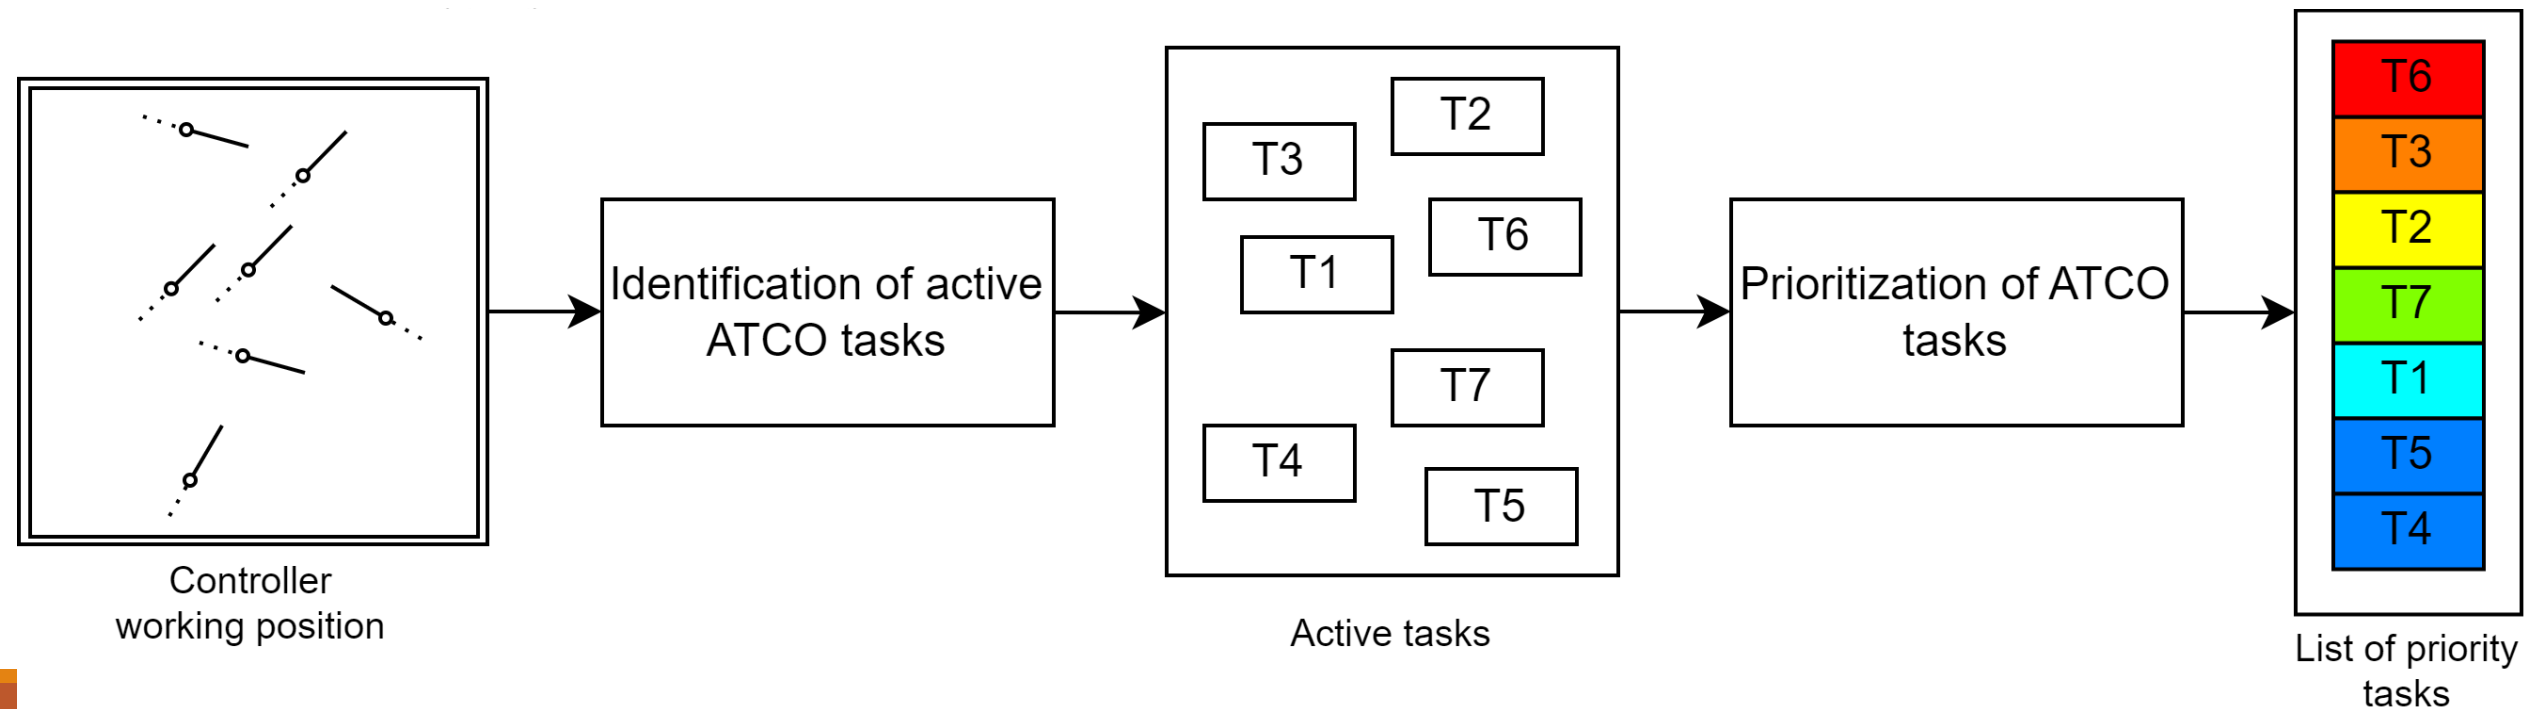 Controller
working position
Identification of active
ATCO tasks
T2
T3
T6
T1
T7
T4
T5
Active tasks
Prioritization of ATCO
tasks
T6
T3
T2
T7
T1
T5
T4
List of priority
tasks